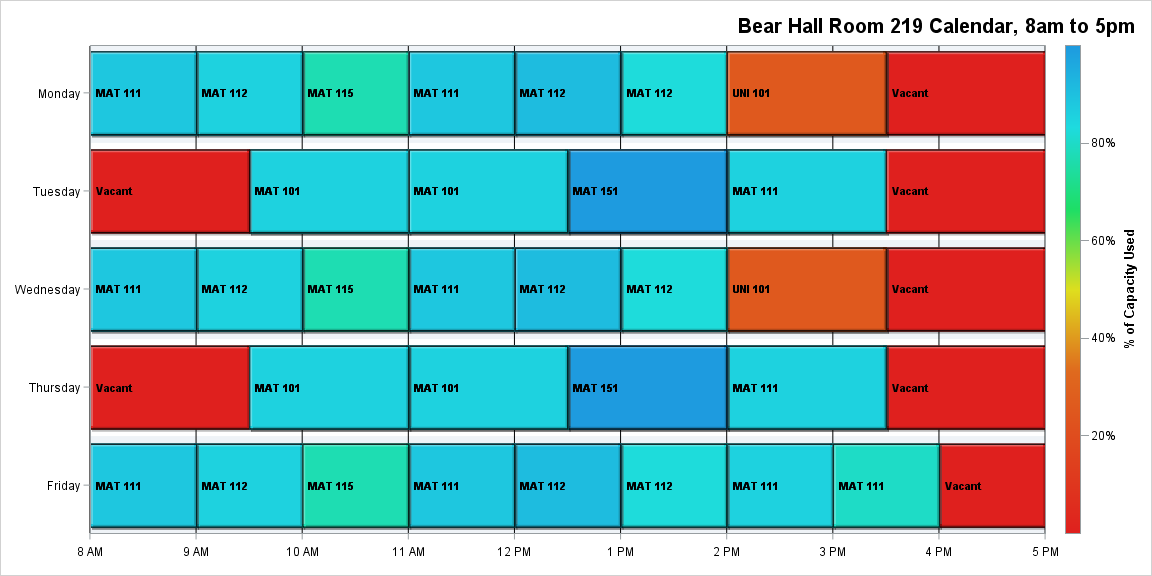 Bear Hall Room 219 Calendar, 8am to 5pm
Monday MAT 111 MAT 112 MAT 115 MAT 111 MAT 112 MAT 112 UNI 101 Vacant
80%
Tuesday Vacant MAT 101 MAT 101 MAT 151 MAT 111 Vacant
60%
Wednesday MAT 111 MAT 112 MAT 115 MAT 111 MAT 112 MAT 112 UNI 101 Vacant
% of Capacity Used
40%
Thursday Vacant MAT 101 MAT 101 MAT 151 MAT 111 Vacant
20%
Friday MAT 111 MAT 112 MAT 115 MAT 111 MAT 112 MAT 112 MAT 111 MAT 111 Vacant
8 AM 9 AM 10 AM 11 AM 12 PM 1 PM 2 PM 3 PM 4 PM 5 PM